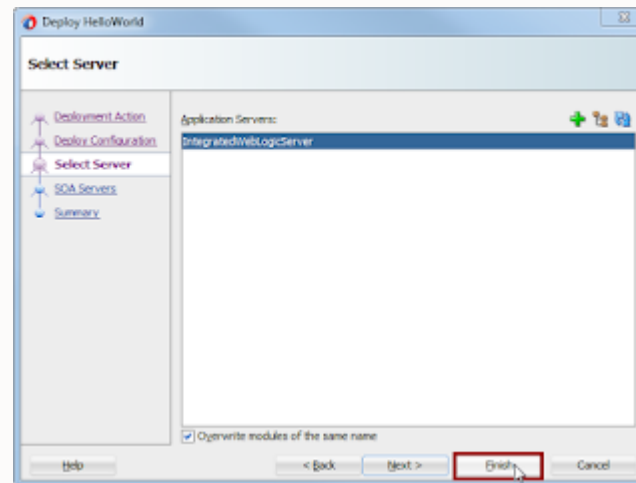 Deploy HelloWorld
Select Server
Deployment Action
Deploy Configuration
Select Server
SOA Servers
Summary
Application Servers:
IntegratedWebLogicServer
Overwrite modules of the same name
Help
< Back
Next >
Finish
Cancel